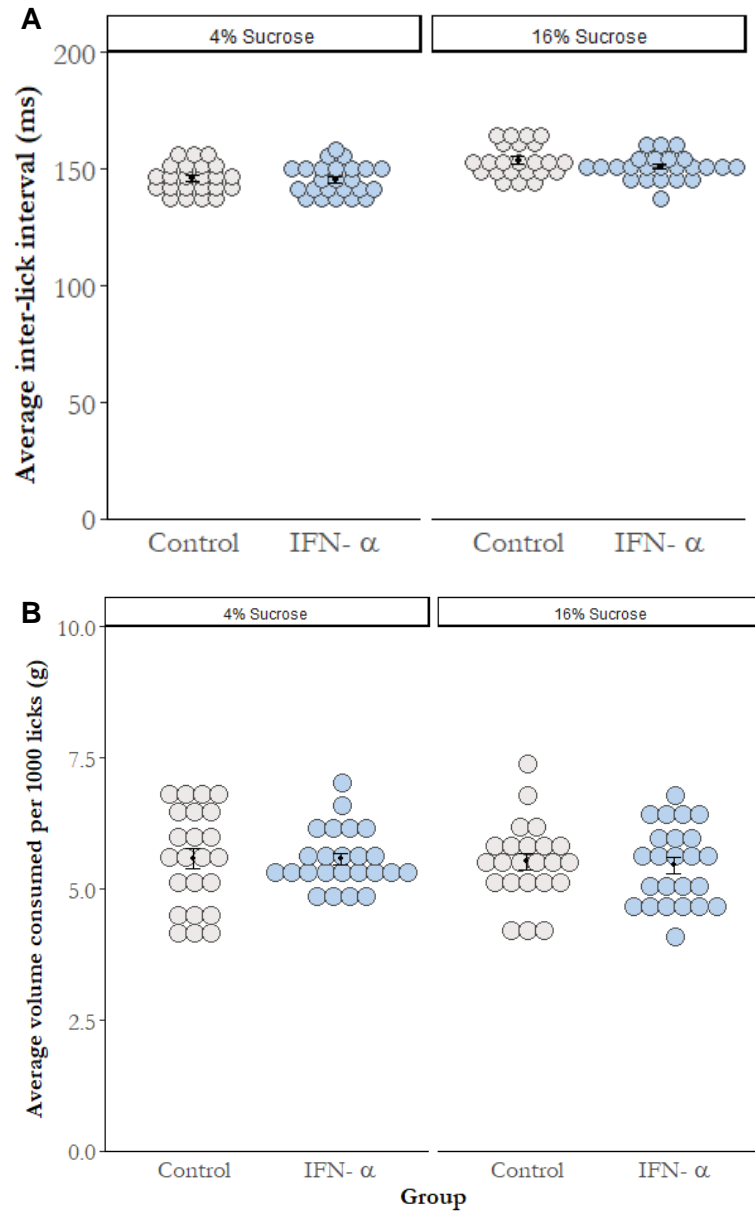 A
4% Sucrose 16% Sucrose
Average inter-lick interval (ms)
200
150
100
50
0
Control IFN- α Control IFN- α
B
4% Sucrose 16% Sucrose
Average volume consumed per 1000 licks (g)
10.0
7.5
5.0
2.5
0.0
Control IFN- α Control IFN- α
Group